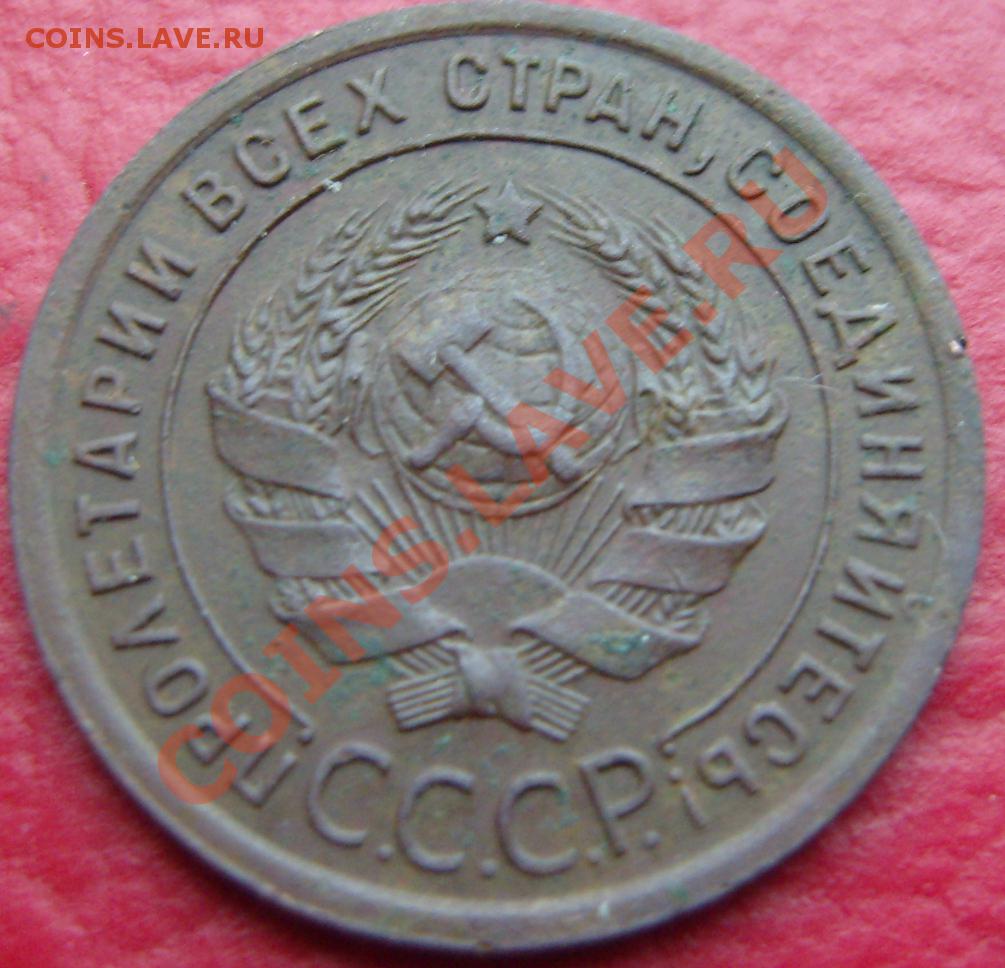 COINS.LAVE.RU
ПРОЛЕТАРИИ ВСЕХ СТРАН, СОЕДИНЯЙТЕСЬ!
С.С.С.Р.
COINS.LAVE.RU